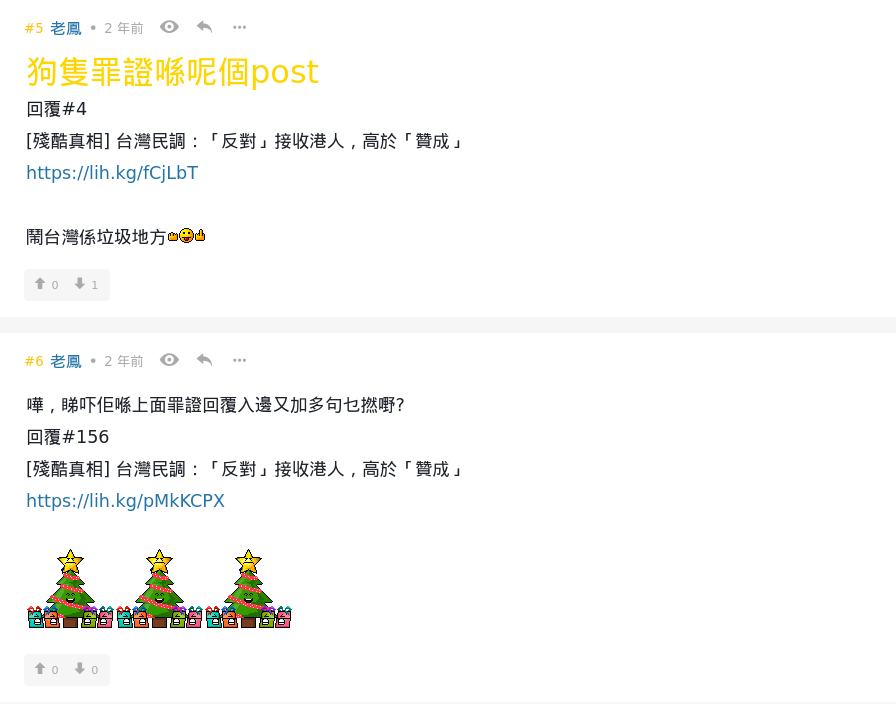 #5 老鳳 • 2 年前
狗隻罪證喺呢個post
回覆#4
[殘酷真相] 台灣民調：「反對」接收港人，高於「贊成」
https://lih.kg/fCjLbT
鬧台灣係垃圾地方
0 1
#6 老鳳 • 2 年前
嘩，睇吓佢喺上面罪證回覆入邊又加多句乜撚嘢?
回覆#156
[殘酷真相] 台灣民調：「反對」接收港人，高於「贊成」
https://lih.kg/pMkKCPX
0 0